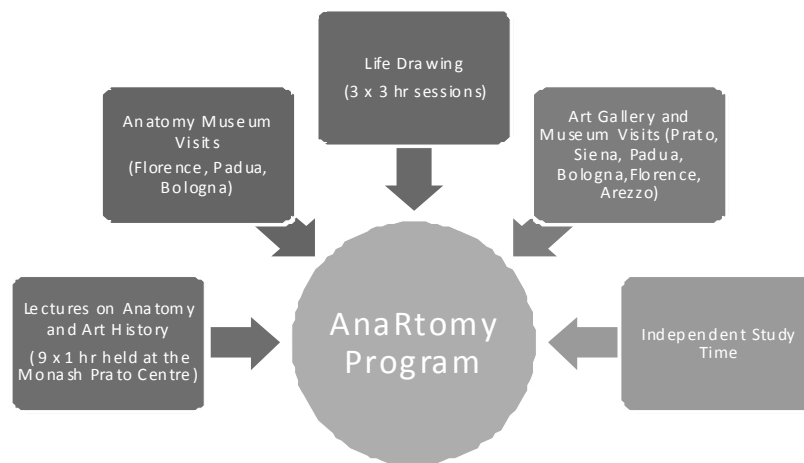 Life Drawing
(3 x 3 hr sessions)
Anatomy Museum
Visits
(Florence, Padua,
Bologna)
Art Gallery and
Museum Visits (Prato,
Siena, Padua,
Bologna,Florence,
Arezzo)
Lectures on Anatomy
and Art History
(9 x 1 hr held at the
Monash Prato Centre)
AnaRtomy
Program
Independent Study
Time